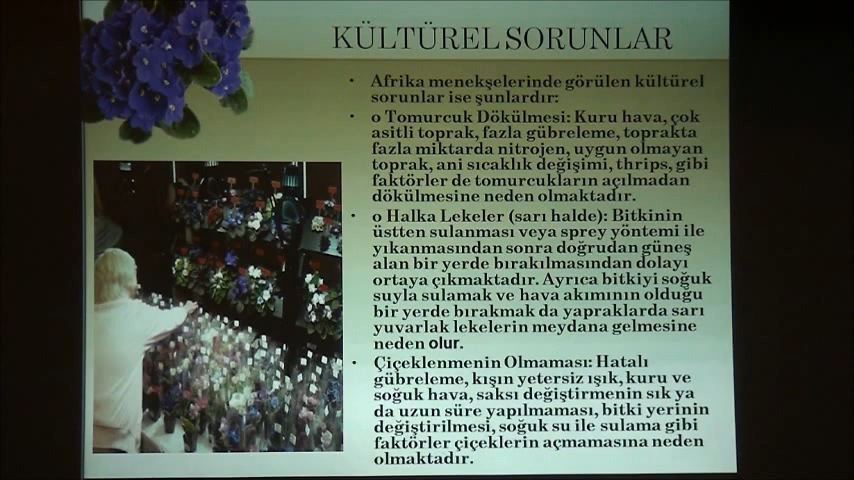 KÜLTÜREL SORUNLAR
• Afrika menekşelerinde görülen kültürel
sorunlar ise şunlardır:
• o Tomurcuk Dökülmesi: Kuru hava, çok
asitli toprak, fazla gübreleme, toprakta
fazla miktarda nitrojen, uygun olmayan
toprak, ani sıcaklık değişimi, thrips, gibi
faktörler de tomurcukların açılmadan
dökülmesine neden olmaktadır.
• o Halka Lekeler (sarı halde): Bitkinin
üstten sulanması veya sprey yöntemi ile
yıkanmasından sonra doğrudan güneş
alan bir yerde bırakılmasından dolayı
ortaya çıkmaktadır. Ayrıca bitkiyi soğuk
suyla sulamak ve hava akımının olduğu
bir yerde bırakmak da yapraklarda sarı
yuvarlak lekelerin meydana gelmesine
neden olur.
• Çiçeklenmenin Olmaması: Hatalı
gübreleme, kışın yetersiz ışık, kuru ve
soğuk hava, saksı değiştirmenin sık ya
da uzun süre yapılmaması, bitki yerinin
değiştirilmesi, soğuk su ile sulama gibi
faktörler çiçeklerin açmamasına neden
olmaktadır.